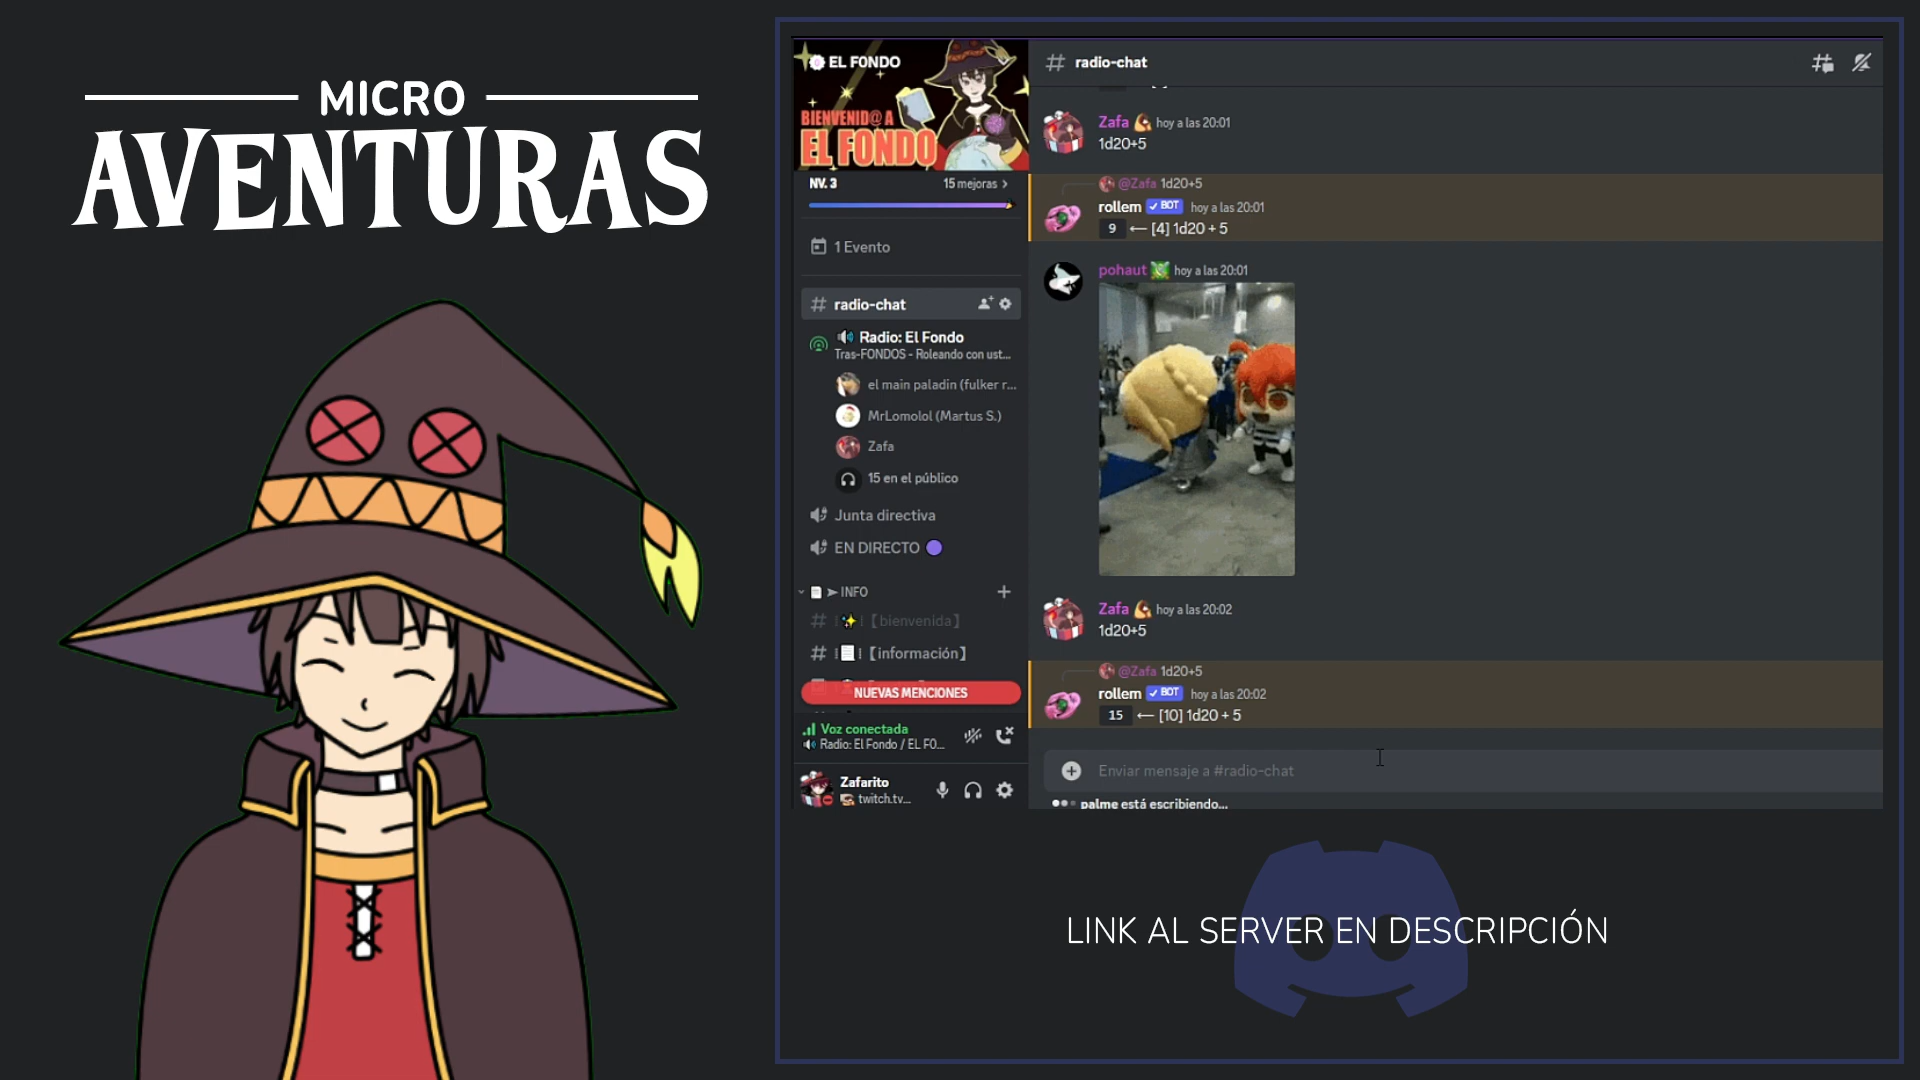 MICRO
AVENTURAS
EL FONDO
BIENVENID@ A
EL FONDO
NV. 3
15 mejoras >
1 Evento
# radio-chat
Radio: El Fondo
Tras-FONDOS - Roleando con ust...
el main paladin (fulker r...
MrLomolol (Martus S.)
Zafa
15 en el público
Junta directiva
EN DIRECTO
➤ INFO
# ⁞✨⁞【bienvenida】
# ⁞📃⁞【información】
NUEVAS MENCIONES
Voz conectada
Radio: El Fondo / EL FO...
Zafarito
twitch.tv...
# radio-chat
Zafa hoy a las 20:01
1d20+5
@Zafa 1d20+5
rollem ✓ BOT hoy a las 20:01
9 ⟵ [4] 1d20 + 5
pohaut hoy a las 20:01
Zafa hoy a las 20:02
1d20+5
@Zafa 1d20+5
rollem ✓ BOT hoy a las 20:02
15 ⟵ [10] 1d20 + 5
Enviar mensaje a #radio-chat
palme está escribiendo...
LINK AL SERVER EN DESCRIPCIÓN